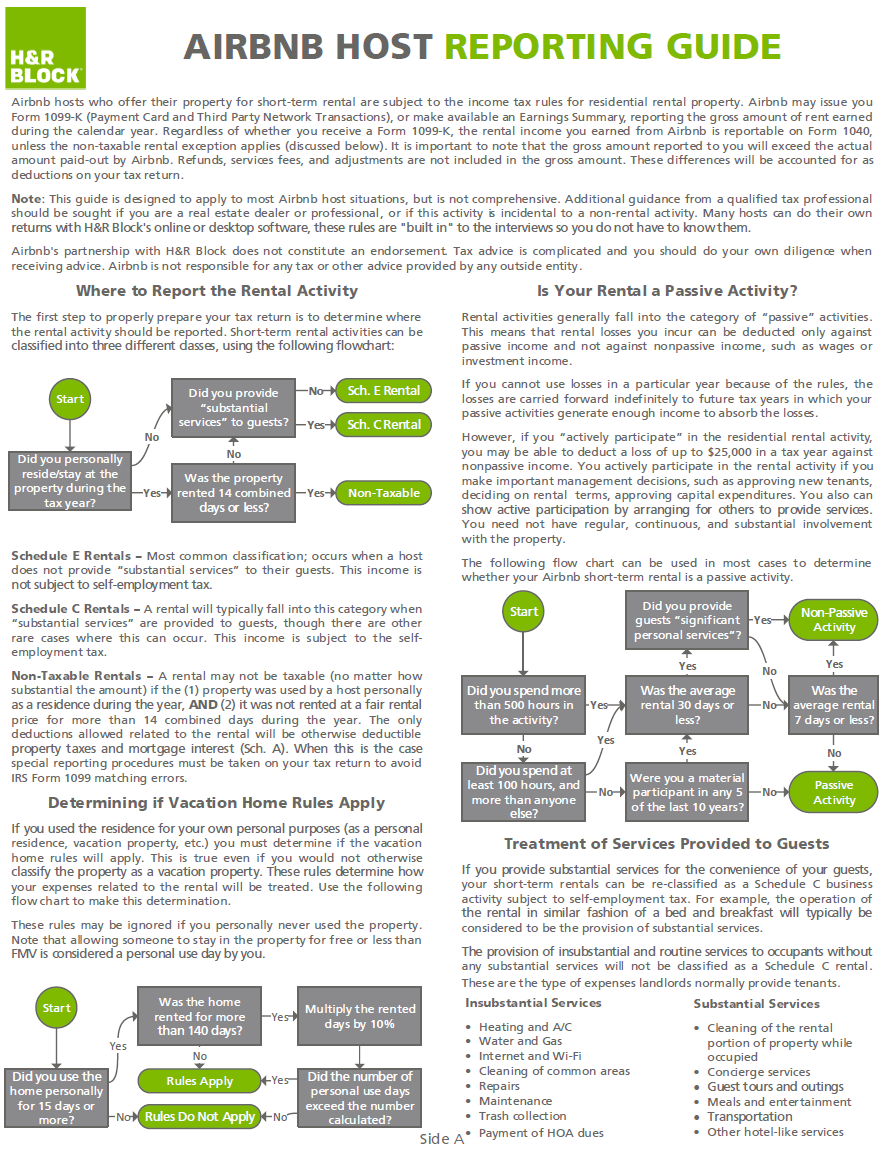 H&R
BLOCK
AIRBNB HOST REPORTING GUIDE
Airbnb hosts who offer their property for short-term rental are subject to the income tax rules for residential rental property. Airbnb may issue you
Form 1099-K (Payment Card and Third Party Network Transactions), or make available an Earnings Summary, reporting the gross amount of rent earned
during the calendar year. Regardless of whether you receive a Form 1099-K, the rental income you earned from Airbnb is reportable on Form 1040,
unless the non-taxable rental exception applies (discussed below). It is important to note that the gross amount reported to you will exceed the actual
amount paid-out by Airbnb. Refunds, services fees, and adjustments are not included in the gross amount. These differences will be accounted for as
deductions on your tax return.
Note: This guide is designed to apply to most Airbnb host situations, but is not comprehensive. Additional guidance from a qualified tax professional
should be sought if you are a real estate dealer or professional, or if this activity is incidental to a non-rental activity. Many hosts can do their own
returns with H&R Block's online or desktop software, these rules are "built in" to the interviews so you do not have to know them.
Airbnb's partnership with H&R Block does not constitute an endorsement. Tax advice is complicated and you should do your own diligence when
receiving advice. Airbnb is not responsible for any tax or other advice provided by any outside entity.
Where to Report the Rental Activity
The first step to properly prepare your tax return is to determine where
the rental activity should be reported. Short-term rental activities can be
classified into three different classes, using the following flowchart:
Start
Did you personally
reside/stay at the
property during the
tax year?
No
Yes
Did you provide
"substantial
services" to guests?
No
Was the property
rented 14 combined
days or less?
No
Sch. E Rental
Yes
Sch. C Rental
Yes
Non-Taxable
Schedule E Rentals – Most common classification; occurs when a host
does not provide "substantial services" to their guests. This income is
not subject to self-employment tax.
Schedule C Rentals – A rental will typically fall into this category when
"substantial services" are provided to guests, though there are other
rare cases where this can occur. This income is subject to the self-
employment tax.
Non-Taxable Rentals – A rental may not be taxable (no matter how
substantial the amount) if the (1) property was used by a host personally
as a residence during the year, AND (2) it was not rented at a fair rental
price for more than 14 combined days during the year. The only
deductions allowed related to the rental will be otherwise deductible
property taxes and mortgage interest (Sch. A). When this is the case
special reporting procedures must be taken on your tax return to avoid
IRS Form 1099 matching errors.
Determining if Vacation Home Rules Apply
If you used the residence for your own personal purposes (as a personal
residence, vacation property, etc.) you must determine if the vacation
home rules will apply. This is true even if you would not otherwise
classify the property as a vacation property. These rules determine how
your expenses related to the rental will be treated. Use the following
flow chart to make this determination.
These rules may be ignored if you personally never used the property.
Note that allowing someone to stay in the property for free or less than
FMV is considered a personal use day by you.
Start
Did you use the
home personally
for 15 days or
more?
Yes
No
Was the home
rented for more
than 140 days?
Yes
Multiply the rented
days by 10%
No
Rules Apply
Yes
Did the number of
personal use days
exceed the number
calculated?
Rules Do Not Apply
No
Is Your Rental a Passive Activity?
Rental activities generally fall into the category of "passive" activities.
This means that rental losses you incur can be deducted only against
passive income and not against nonpassive income, such as wages or
investment income.
If you cannot use losses in a particular year because of the rules, the
losses are carried forward indefinitely to future tax years in which your
passive activities generate enough income to absorb the losses.
However, if you "actively participate" in the residential rental activity,
you may be able to deduct a loss of up to $25,000 in a tax year against
nonpassive income. You actively participate in the rental activity if you
make important management decisions, such as approving new tenants,
deciding on rental terms, approving capital expenditures. You also can
show active participation by arranging for others to provide services.
You need not have regular, continuous, and substantial involvement
with the property.
The following flow chart can be used in most cases to determine
whether your Airbnb short-term rental is a passive activity.
Start
Did you provide
guests "significant
personal services"?
Yes
Non-Passive
Activity
Yes
No
Yes
Did you spend more
than 500 hours in
the activity?
Yes
Was the average
rental 30 days or
less?
No
Was the
average rental
7 days or less?
No
Yes
Yes
No
Did you spend at
least 100 hours, and
more than anyone
else?
No
Were you a material
participant in any 5
of the last 10 years?
No
Passive
Activity
Treatment of Services Provided to Guests
If you provide substantial services for the convenience of your guests,
your short-term rentals can be re-classified as a Schedule C business
activity subject to self-employment tax. For example, the operation of
the rental in similar fashion of a bed and breakfast will typically be
considered to be the provision of substantial services.
The provision of insubstantial and routine services to occupants without
any substantial services will not be classified as a Schedule C rental.
These are the type of expenses landlords normally provide tenants.
Insubstantial Services
• Heating and A/C
• Water and Gas
• Internet and Wi-Fi
• Cleaning of common areas
• Repairs
• Maintenance
• Trash collection
• Payment of HOA dues
Substantial Services
• Cleaning of the rental
portion of property while
occupied
• Concierge services
• Guest tours and outings
• Meals and entertainment
• Transportation
• Other hotel-like services
Side A